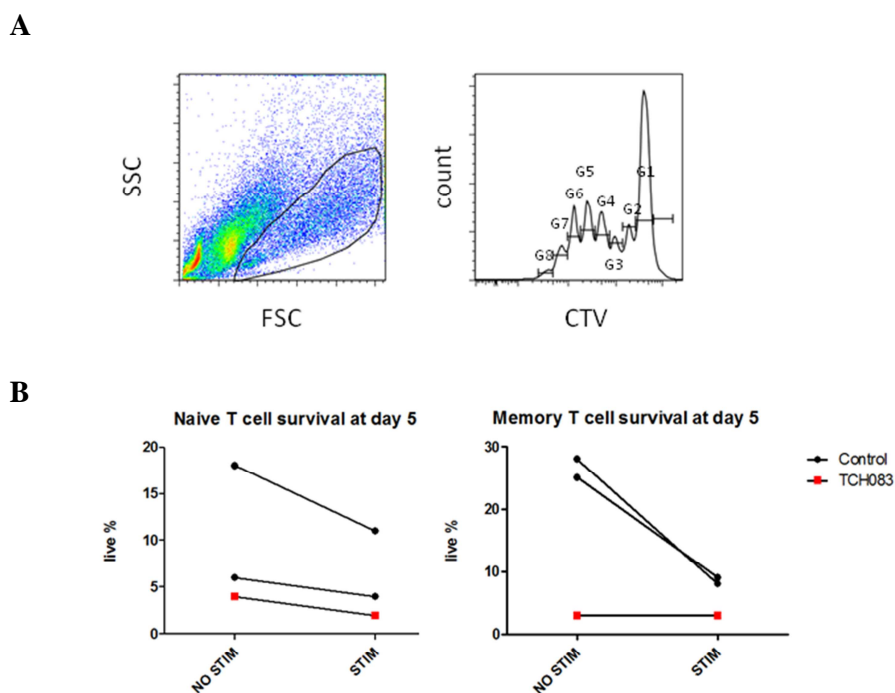 A
SSC
FSC
count
G1
G5
G6
G4
G2
G7
G8
G3
CTV
B
Naive T cell survival at day 5
live %
20
15
10
5
0
NO STIM
STIM
Memory T cell survival at day 5
live %
30
20
10
0
NO STIM
STIM
Control
TCH083